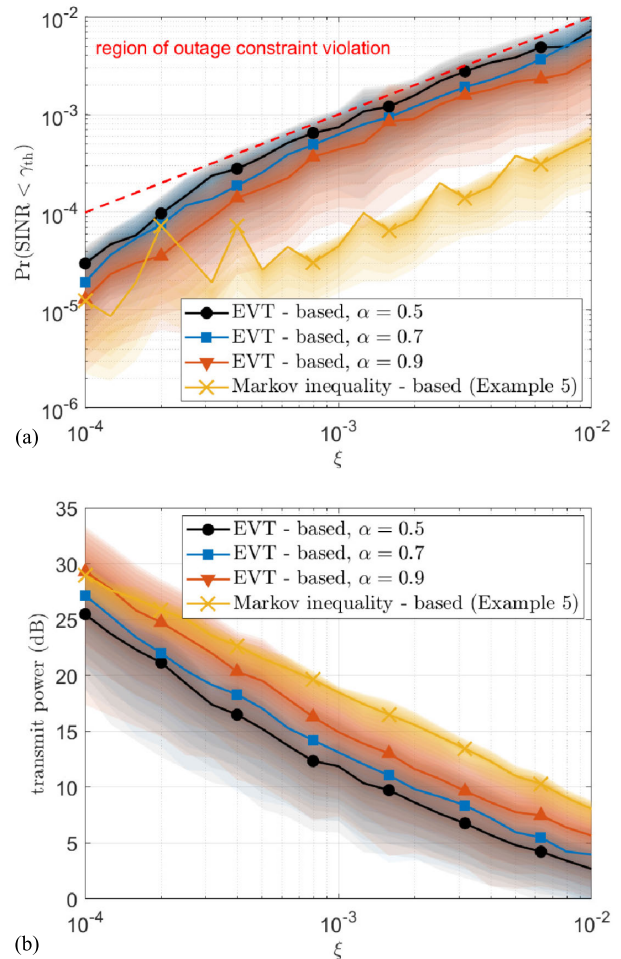 10^-2
region of outage constraint violation
10^-3
Pr(SINR < γ_th)
10^-4
10^-5
EVT - based, α = 0.5
EVT - based, α = 0.7
EVT - based, α = 0.9
Markov inequality - based (Example 5)
10^-6
10^-4
10^-3
10^-2
(a)
ξ
35
30
25
20
15
10
5
0
transmit power (dB)
EVT - based, α = 0.5
EVT - based, α = 0.7
EVT - based, α = 0.9
Markov inequality - based (Example 5)
10^-4
10^-3
10^-2
(b)
ξ